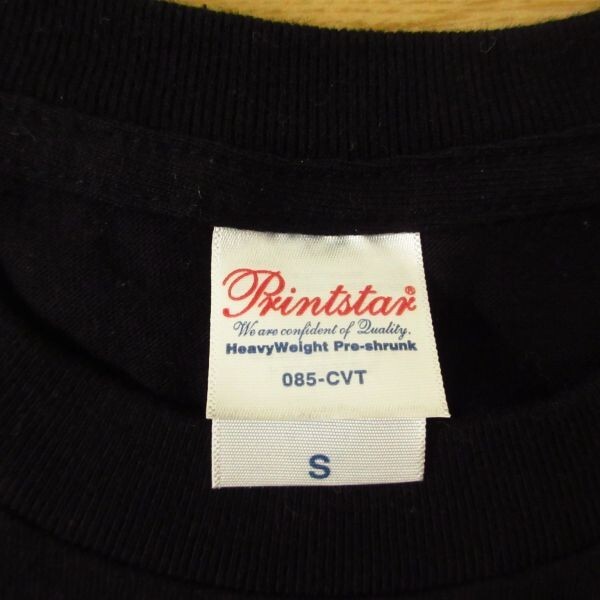 Printstar®
We are confident of Quality.
HeavyWeight Pre-shrunk
085-CVT
S